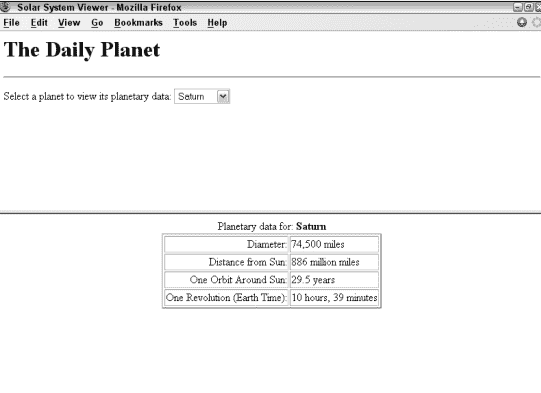 Solar System Viewer - Mozilla Firefox
File Edit View Go Bookmarks Tools Help
The Daily Planet
Select a planet to view its planetary data: Saturn
Planetary data for: Saturn
Diameter: 74,500 miles
Distance from Sun: 886 million miles
One Orbit Around Sun: 29.5 years
One Revolution (Earth Time): 10 hours, 39 minutes